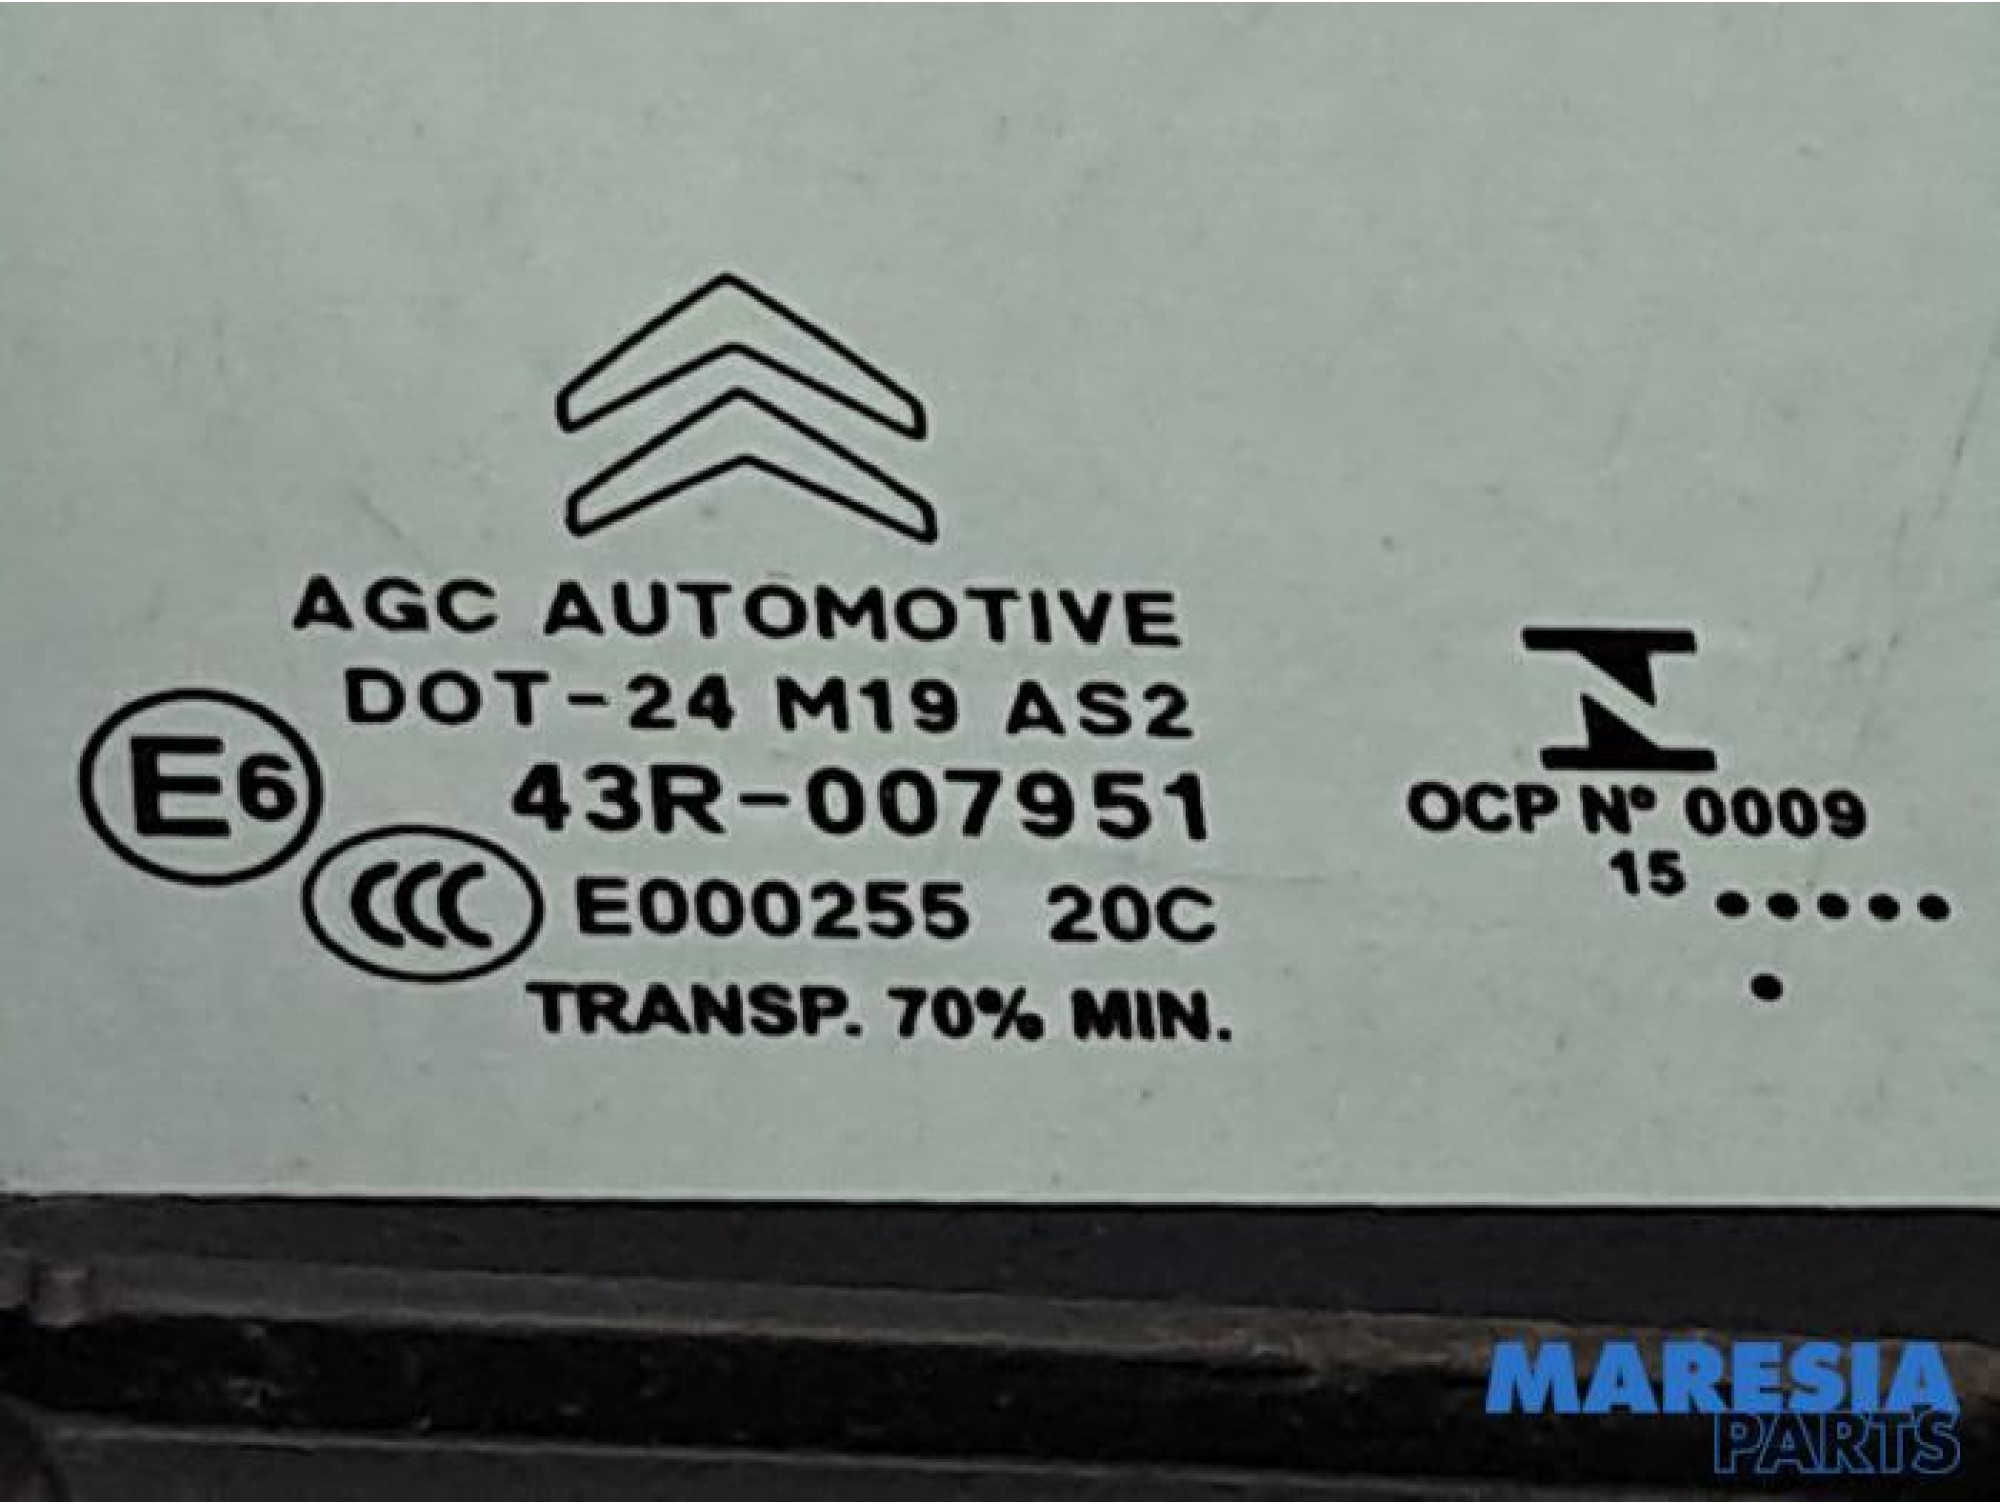 AGC AUTOMOTIVE
DOT-24 M19 AS2
E6
43R-007951
CCC E000255 20C
TRANSP. 70% MIN.
OCP Nº 0009
15 .....
.
MARESIA
PARTS